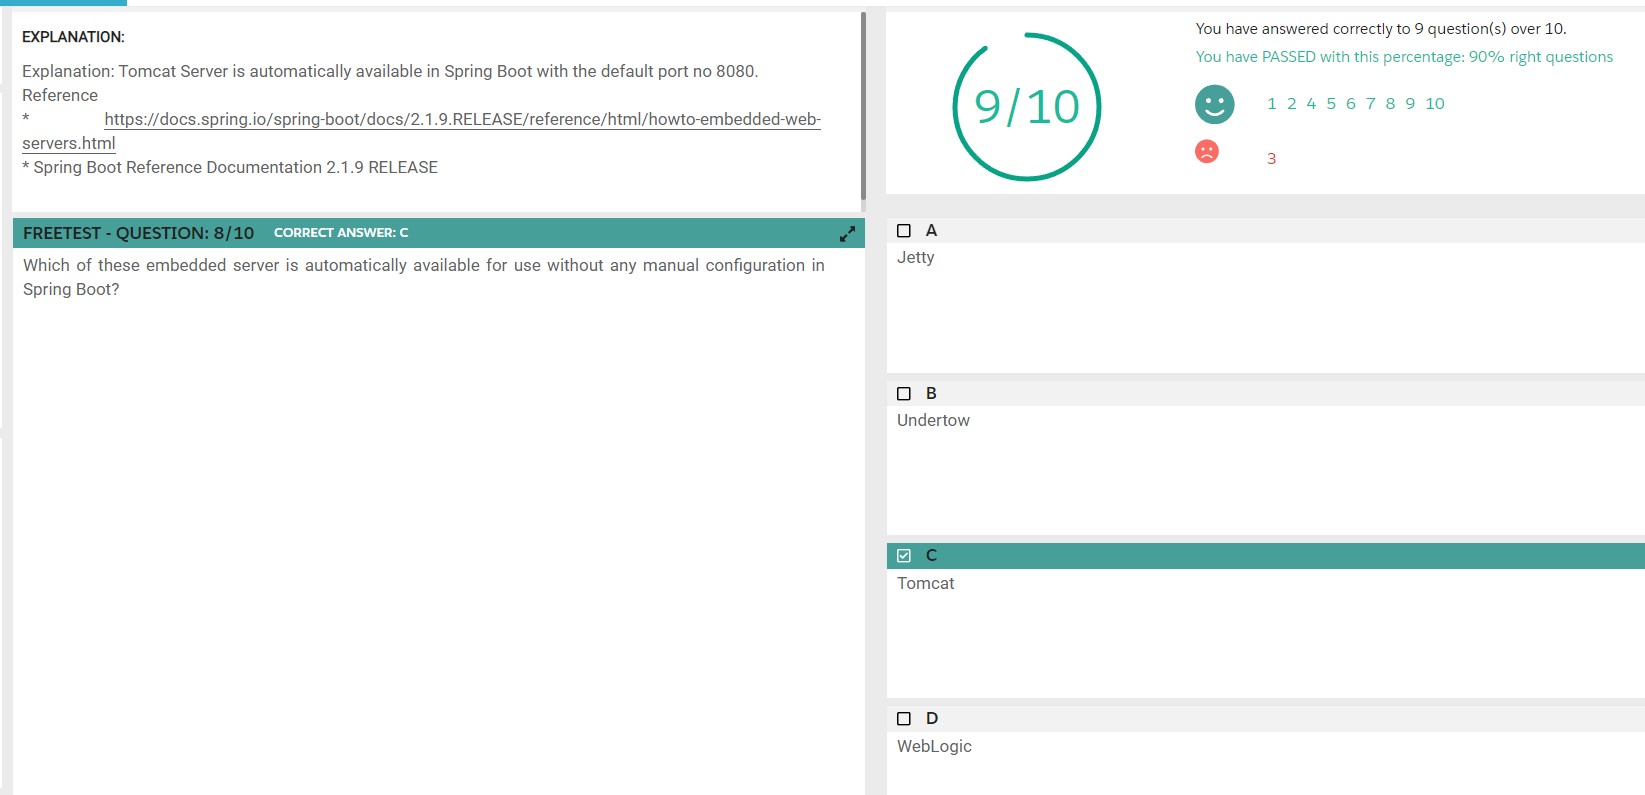 EXPLANATION:
Explanation: Tomcat Server is automatically available in Spring Boot with the default port no 8080.
Reference
* https://docs.spring.io/spring-boot/docs/2.1.9.RELEASE/reference/html/howto-embedded-web-
servers.html
* Spring Boot Reference Documentation 2.1.9 RELEASE
9/10
You have answered correctly to 9 question(s) over 10.
You have PASSED with this percentage: 90% right questions
1 2 4 5 6 7 8 9 10
3
FREETEST - QUESTION: 8/10 CORRECT ANSWER: C
Which of these embedded server is automatically available for use without any manual configuration in
Spring Boot?
A
Jetty
B
Undertow
C
Tomcat
D
WebLogic